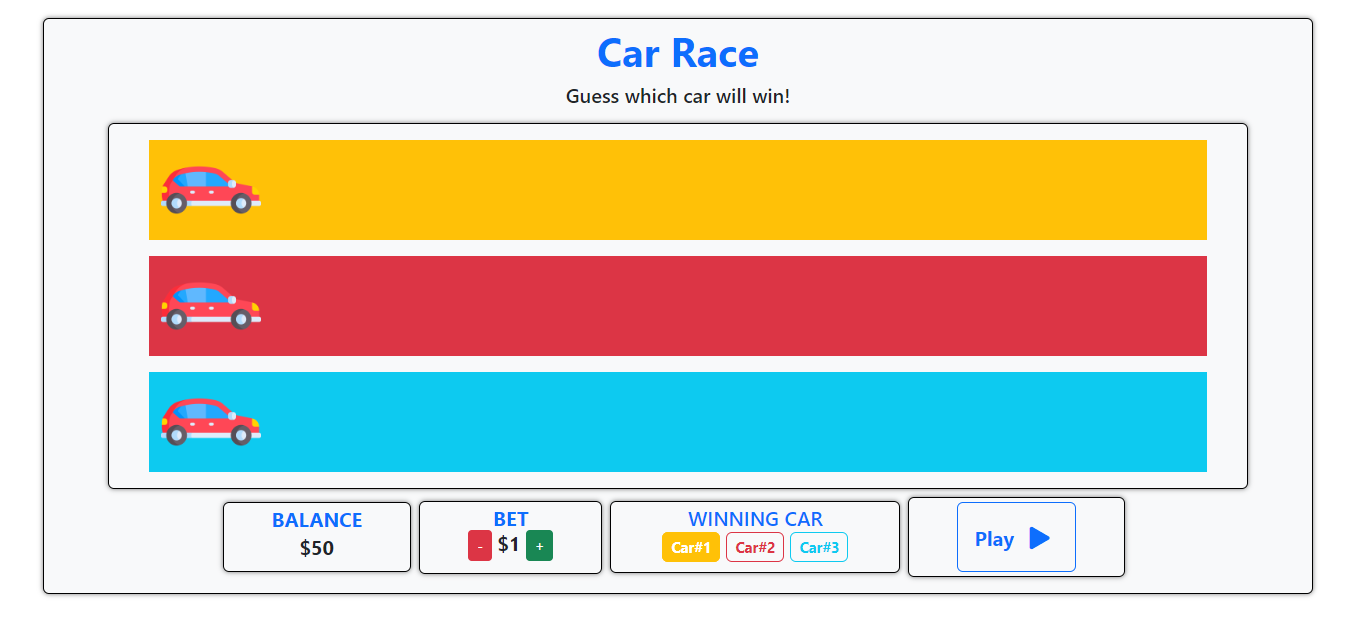 Car Race
Guess which car will win!
BALANCE
$50
BET
- $1 +
WINNING CAR
Car#1 Car#2 Car#3
Play